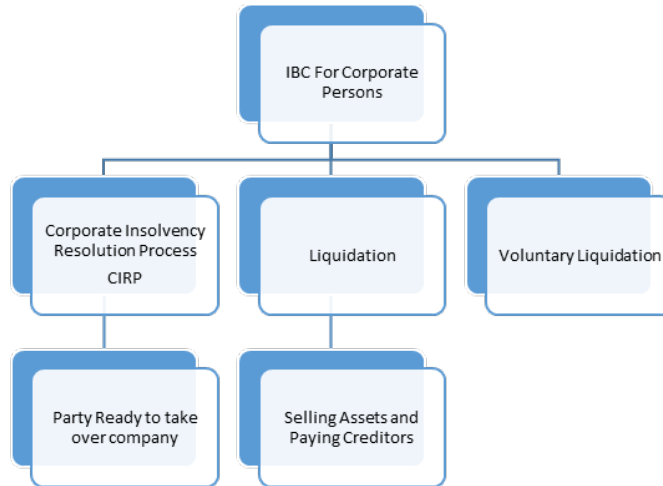 IBC For Corporate
Persons
Corporate Insolvency
Resolution Process
CIRP
Liquidation
Voluntary Liquidation
Party Ready to take
over company
Selling Assets and
Paying Creditors